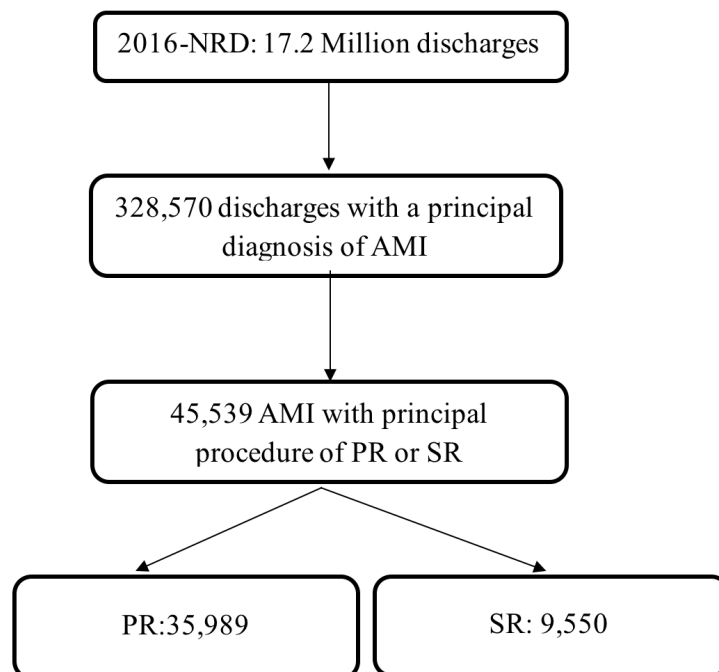 2016-NRD: 17.2 Million discharges
328,570 discharges with a principal
diagnosis of AMI
45,539 AMI with principal
procedure of PR or SR
PR:35,989
SR: 9,550